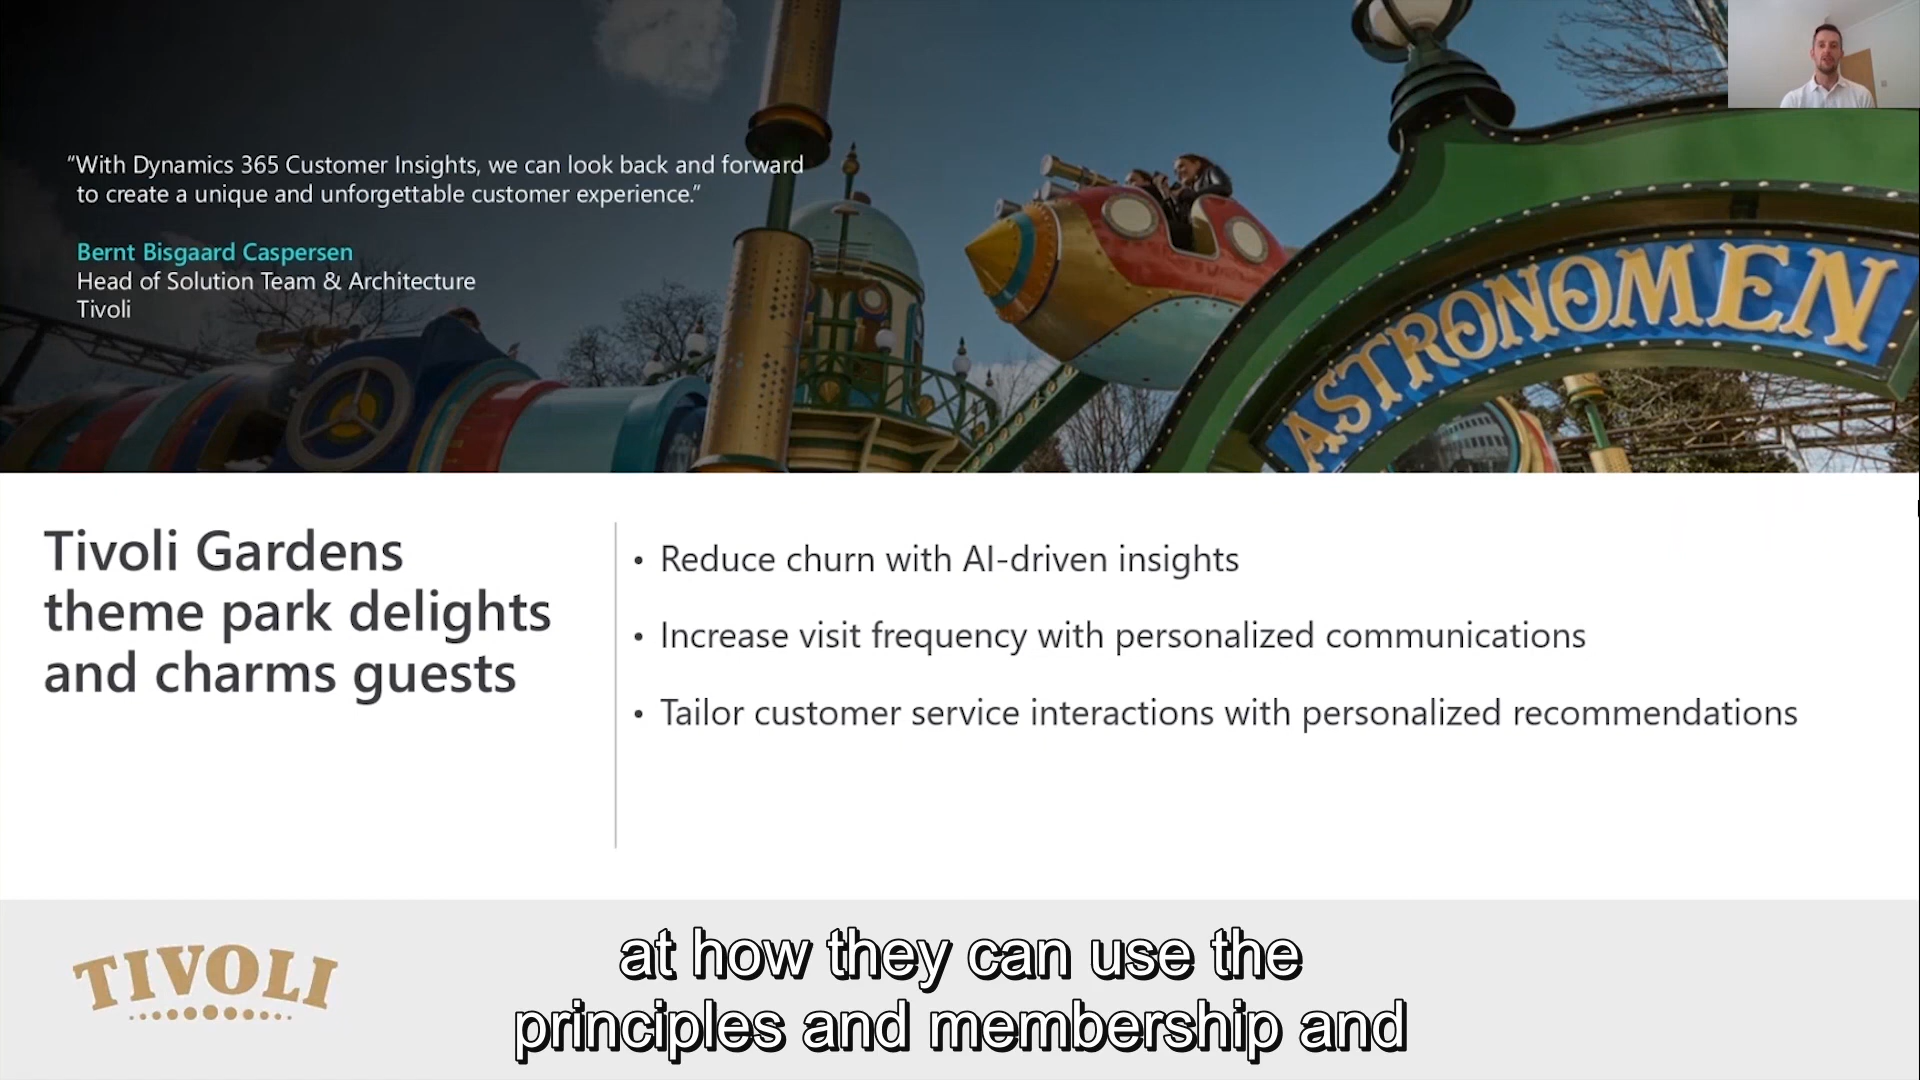 “With Dynamics 365 Customer Insights, we can look back and forward
to create a unique and unforgettable customer experience.”
Bernt Bisgaard Caspersen
Head of Solution Team & Architecture
Tivoli
ASTRONOMEN
Tivoli Gardens
theme park delights
and charms guests
• Reduce churn with AI-driven insights
• Increase visit frequency with personalized communications
• Tailor customer service interactions with personalized recommendations
TIVOLI
at how they can use the
principles and membership and